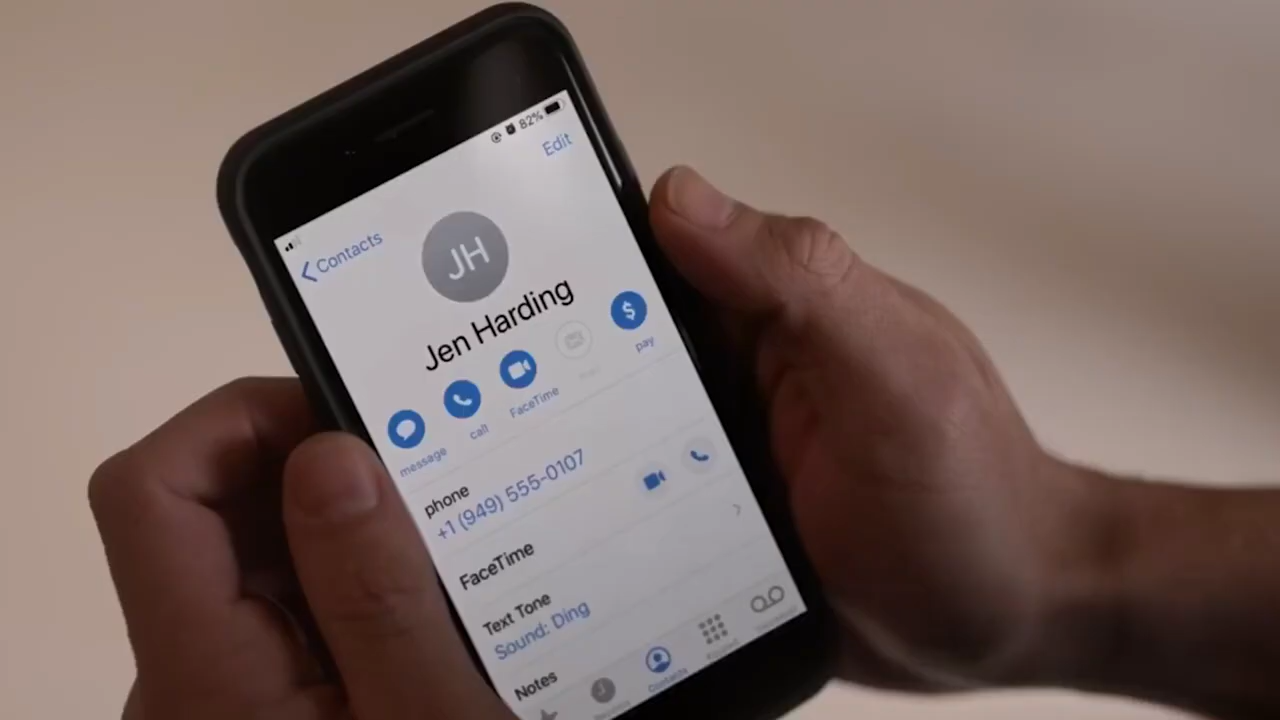 82%
Edit
Contacts
JH
Jen Harding
message
call
FaceTime
pay
phone
+1 (949) 555-0107
FaceTime
Text Tone
Sound: Ding
Notes
Contacts